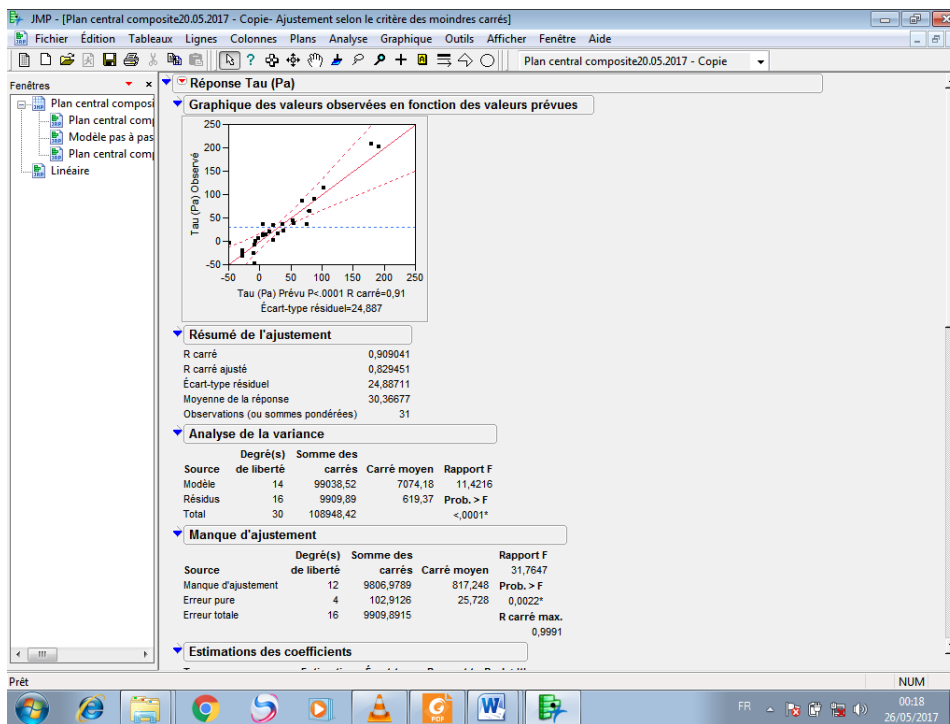 JMP - [Plan central composite20.05.2017 - Copie- Ajustement selon le critère des moindres carrés]
Fichier Édition Tableaux Lignes Colonnes Plans Analyse Graphique Outils Afficher Fenêtre Aide
Plan central composite20.05.2017 - Copie
Fenêtres
Plan central composi
Plan central com
Modèle pas à pas
Plan central com
Linéaire
Réponse Tau (Pa)
Graphique des valeurs observées en fonction des valeurs prévues
Tau (Pa) Observé
250
200
150
100
50
0
-50
-50 0 50 100 150 200 250
Tau (Pa) Prévu P<.0001 R carré=0,91
Écart-type résiduel=24,887
Résumé de l'ajustement
R carré 0,909041
R carré ajusté 0,829451
Écart-type résiduel 24,88711
Moyenne de la réponse 30,36677
Observations (ou sommes pondérées) 31
Analyse de la variance
Degré(s) Somme des
Source de liberté carrés Carré moyen Rapport F
Modèle 14 99038,52 7074,18 11,4216
Résidus 16 9909,89 619,37 Prob. > F
Total 30 108948,42 <,0001*
Manque d'ajustement
Degré(s) Somme des Rapport F
Source de liberté carrés Carré moyen 31,7647
Manque d'ajustement 12 9806,9789 817,248 Prob. > F
Erreur pure 4 102,9126 25,728 0,0022*
Erreur totale 16 9909,8915 R carré max.
0,9991
Estimations des coefficients
Prêt
NUM
PDF
W
FR
00:18
26/05/2017